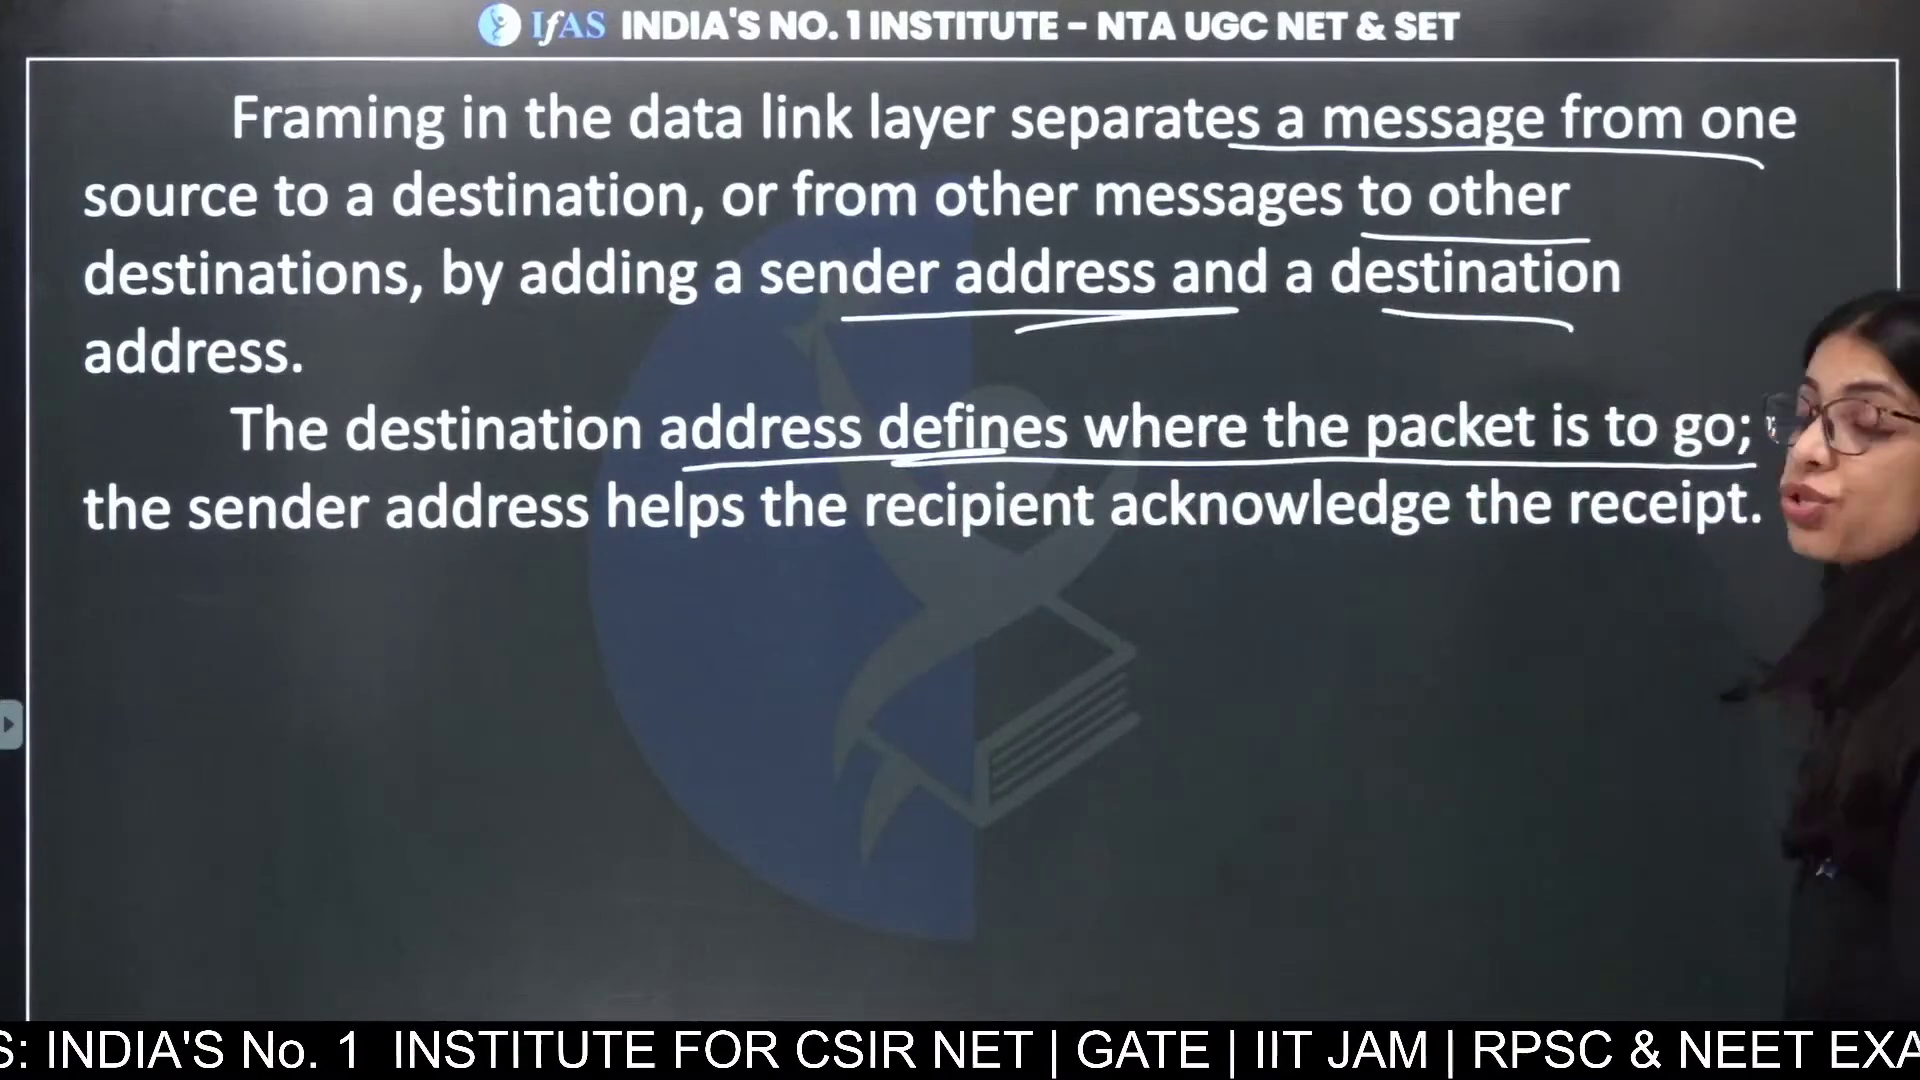 IfAS INDIA'S NO. 1 INSTITUTE - NTA UGC NET & SET
Framing in the data link layer separates a message from one
source to a destination, or from other messages to other
destinations, by adding a sender address and a destination
address.
The destination address defines where the packet is to go;
the sender address helps the recipient acknowledge the receipt.
S: INDIA'S No. 1 INSTITUTE FOR CSIR NET | GATE | IIT JAM | RPSC & NEET EXA